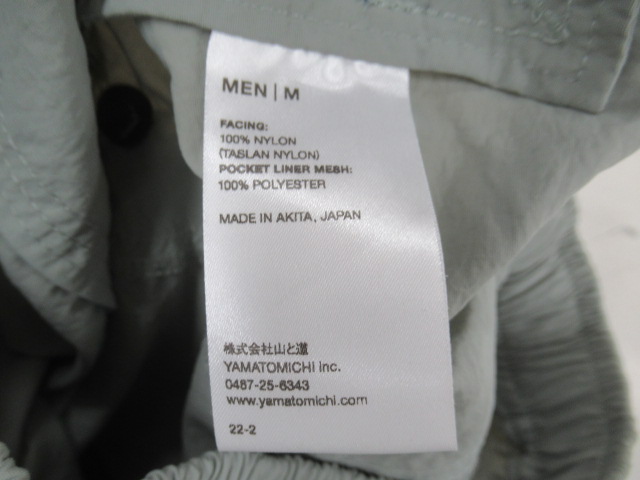 MEN | M
FACING:
100% NYLON
(TASLAN NYLON)
POCKET LINER MESH:
100% POLYESTER
MADE IN AKITA, JAPAN
株式会社山と道
YAMATOMICHI inc.
0467-25-6343
www.yamatomichi.com
22-2